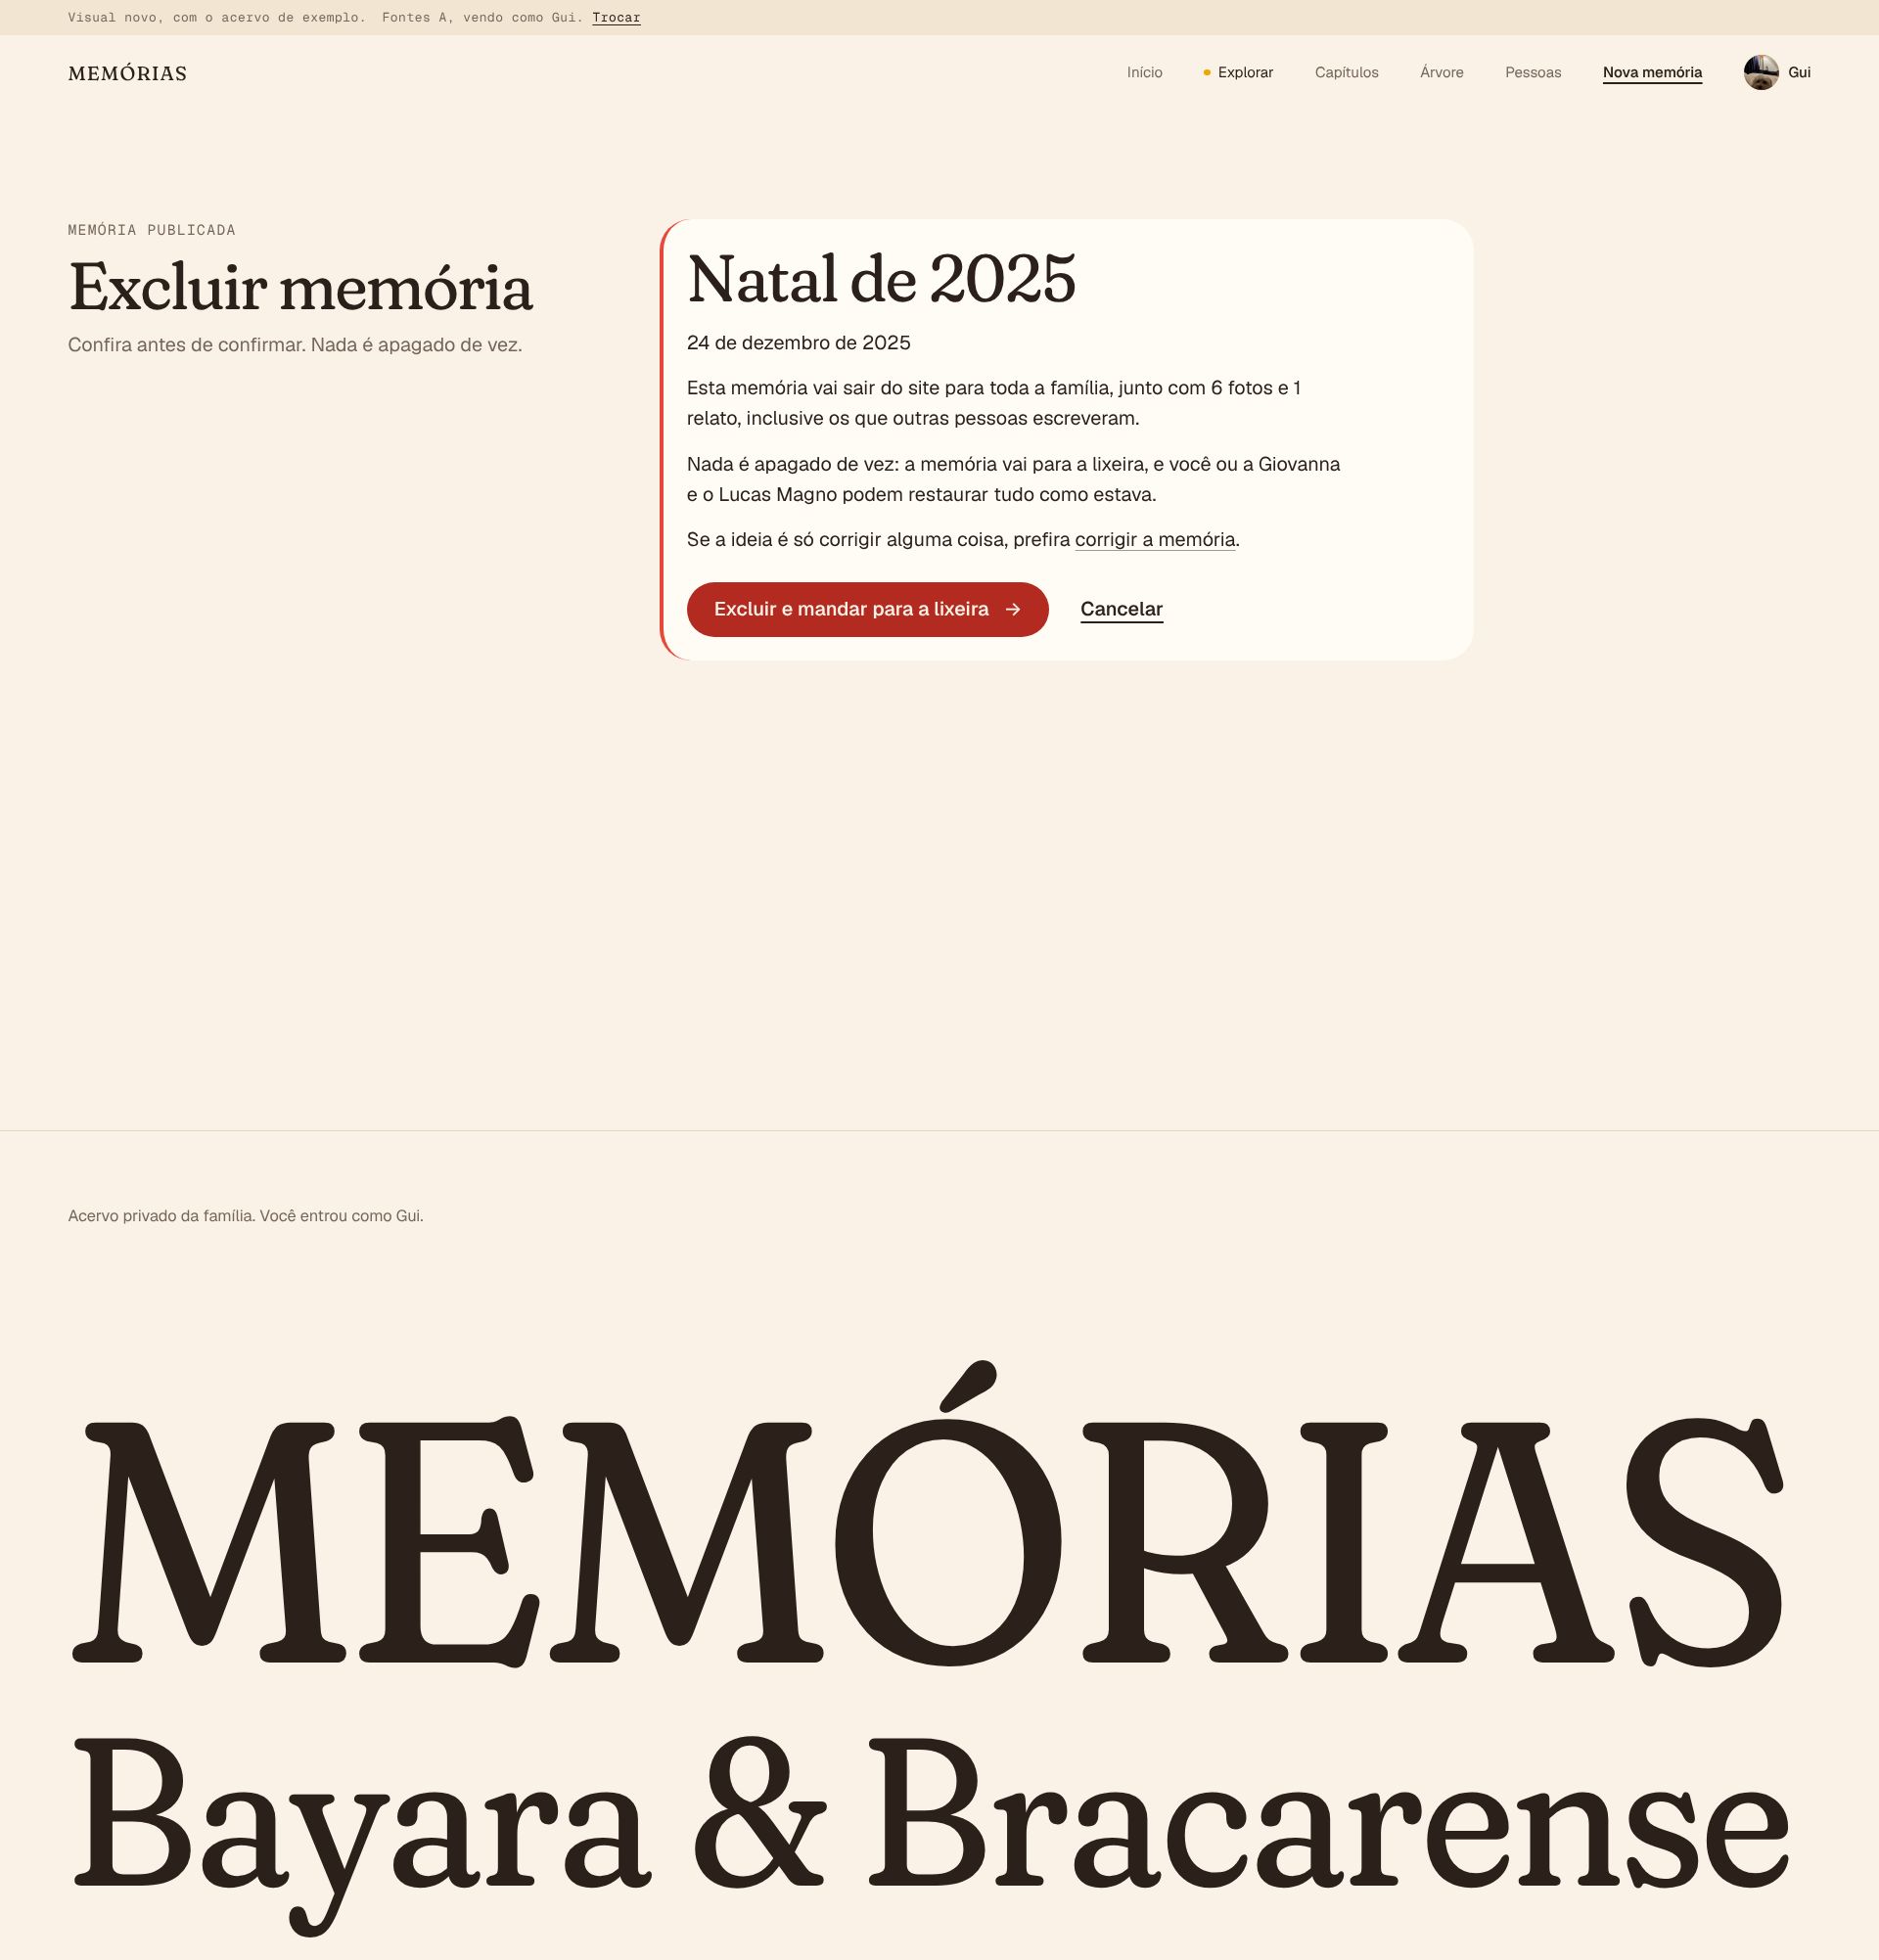 Visual novo, com o acervo de exemplo. Fontes A, vendo como Gui. Trocar
MEMÓRIAS
Início
Explorar
Capítulos
Árvore
Pessoas
Nova memória
Gui
MEMÓRIA PUBLICADA
Excluir memória
Confira antes de confirmar. Nada é apagado de vez.
Natal de 2025
24 de dezembro de 2025
Esta memória vai sair do site para toda a família, junto com 6 fotos e 1
relato, inclusive os que outras pessoas escreveram.
Nada é apagado de vez: a memória vai para a lixeira, e você ou a Giovanna
e o Lucas Magno podem restaurar tudo como estava.
Se a ideia é só corrigir alguma coisa, prefira corrigir a memória.
Excluir e mandar para a lixeira →
Cancelar
Acervo privado da família. Você entrou como Gui.
MEMÓRIAS
Bayara & Bracarense